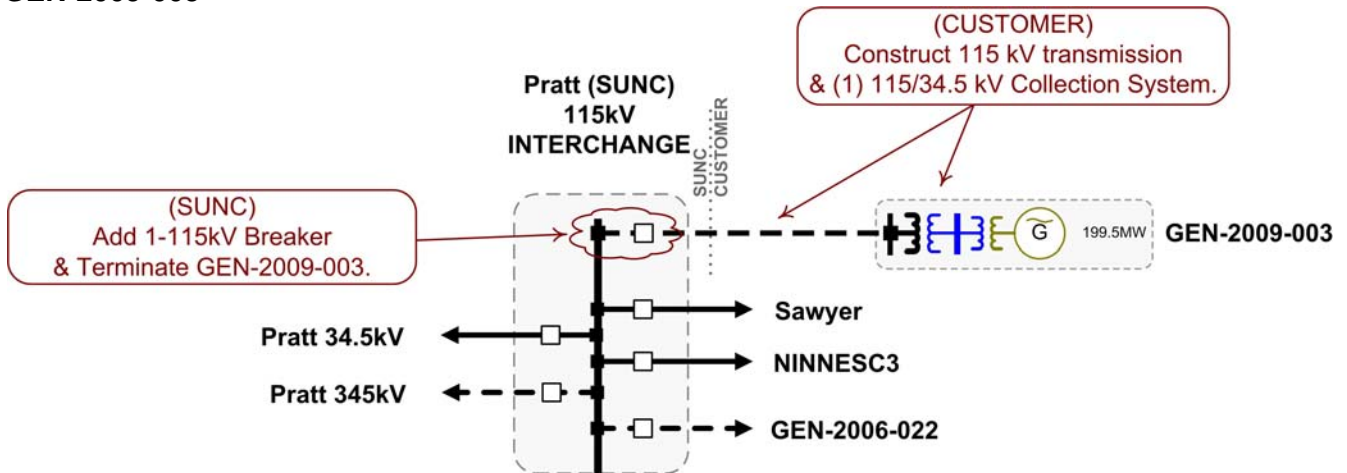 (CUSTOMER)
Construct 115 kV transmission
& (1) 115/34.5 kV Collection System.
Pratt (SUNC)
115kV
INTERCHANGE
SUNC
CUSTOMER
(SUNC)
Add 1-115kV Breaker
& Terminate GEN-2009-003.
G
199.5MW
GEN-2009-003
Sawyer
Pratt 34.5kV
NINNESC3
Pratt 345kV
GEN-2006-022